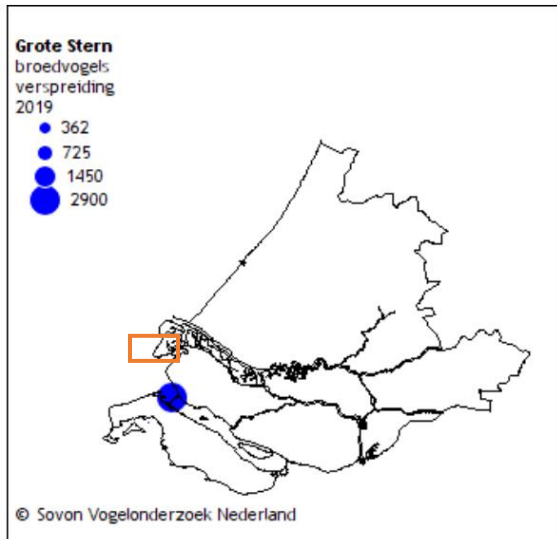 Grote Stern
broedvogels
verspreiding
2019
362
725
1450
2900
© Sovon Vogelonderzoek Nederland